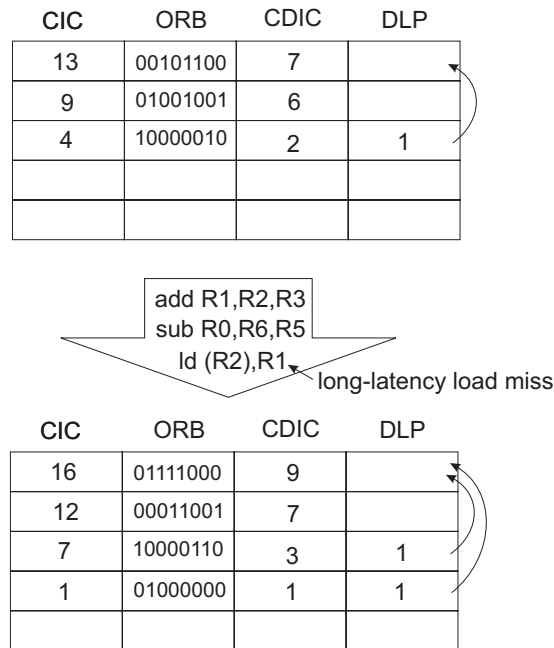 CIC ORB CDIC DLP
13 00101100 7
9 01001001 6
4 10000010 2 1
add R1,R2,R3
sub R0,R6,R5
ld (R2),R1
long-latency load miss
CIC ORB CDIC DLP
16 01111000 9
12 00011001 7
7 10000110 3 1
1 01000000 1 1